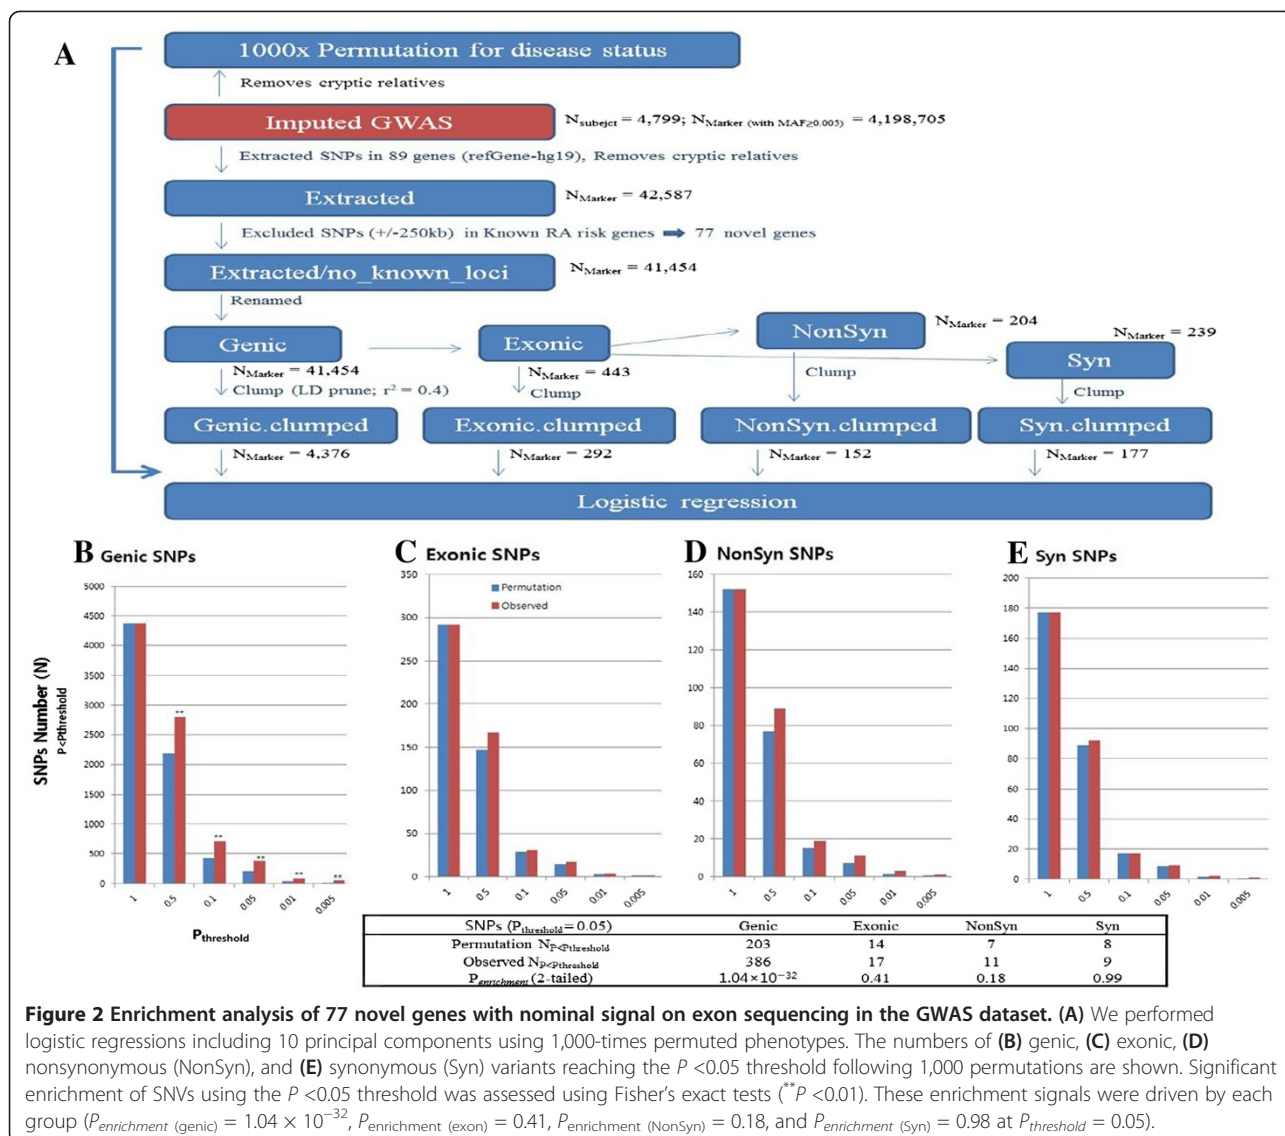 A
1000x Permutation for disease status
Removes cryptic relatives
Imputed GWAS
Nsubejct = 4,799; NMarker (with MAF≥0.005) = 4,198,705
Extracted SNPs in 89 genes (refGene-hg19), Removes cryptic relatives
Extracted
NMarker = 42,587
Excluded SNPs (+/-250kb) in Known RA risk genes ➡ 77 novel genes
Extracted/no_known_loci
NMarker = 41,454
Renamed
Genic
Exonic
NonSyn
NMarker = 204
Syn
NMarker = 239
NMarker = 41,454
NMarker = 443
Clump (LD prune; r² = 0.4)
Clump
Clump
Clump
Genic.clumped
Exonic.clumped
NonSyn.clumped
Syn.clumped
NMarker = 4,376
NMarker = 292
NMarker = 152
NMarker = 177
Logistic regression
B Genic SNPs
SNPs Number (N)
P<Pthreshold
5000
4500
4000
3500
3000
2500
2000
1500
1000
500
0
**
**
**
**
**
1 0.5 0.1 0.05 0.01 0.005
Pthreshold
C Exonic SNPs
Permutation
Observed
350
300
250
200
150
100
50
0
1 0.5 0.1 0.05 0.01 0.005
D NonSyn SNPs
160
140
120
100
80
60
40
20
0
1 0.5 0.1 0.05 0.01 0.005
E Syn SNPs
200
180
160
140
120
100
80
60
40
20
0
1 0.5 0.1 0.05 0.01 0.005
SNPs (Pthreshold=0.05) Genic Exonic NonSyn Syn
Permutation NP<Pthreshold 203 14 7 8
Observed NP<Pthreshold 386 17 11 9
Penrichment (2-tailed) 1.04×10⁻³² 0.41 0.18 0.99
Figure 2 Enrichment analysis of 77 novel genes with nominal signal on exon sequencing in the GWAS dataset. (A) We performed
logistic regressions including 10 principal components using 1,000-times permuted phenotypes. The numbers of (B) genic, (C) exonic, (D)
nonsynonymous (NonSyn), and (E) synonymous (Syn) variants reaching the P <0.05 threshold following 1,000 permutations are shown. Significant
enrichment of SNVs using the P <0.05 threshold was assessed using Fisher's exact tests (**P <0.01). These enrichment signals were driven by each
group (Penrichment (genic) = 1.04 × 10⁻³², Penrichment (exon) = 0.41, Penrichment (NonSyn) = 0.18, and Penrichment (Syn) = 0.98 at Pthreshold = 0.05).